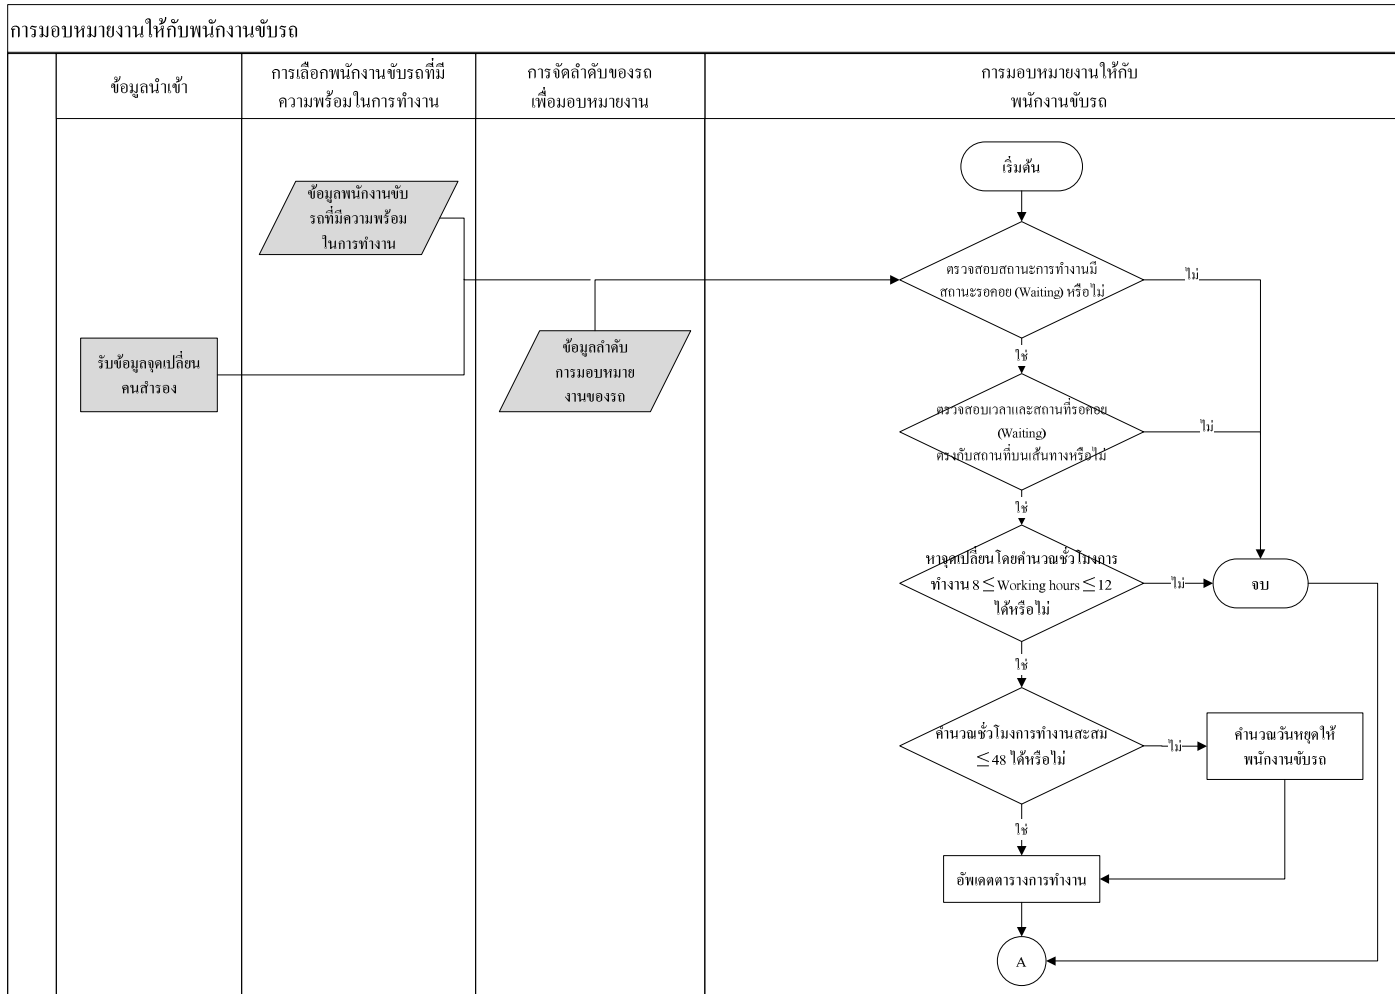 การมอบหมายงานให้กับพนักงานขับรถ
ข้อมูลนำเข้า
การเลือกพนักงานขับรถที่มี
ความพร้อมในการทำงาน
การจัดลำดับของรถ
เพื่อมอบหมายงาน
การมอบหมายงานให้กับ
พนักงานขับรถ
เริ่มต้น
ข้อมูลพนักงานขับ
รถที่มีความพร้อม
ในการทำงาน
ตรวจสอบสถานะการทำงานมี
สถานะรอคอย (Waiting) หรือไม่
ไม่
ใช่
รับข้อมูลจุดเปลี่ยน
คนสำรอง
ข้อมูลลำดับ
การมอบหมาย
งานของรถ
ตรวจสอบเวลาและสถานที่รอคอย
(Waiting)
ตรงกับสถานที่บนเส้นทางหรือไม่
ไม่
ใช่
หาจุดเปลี่ยนโดยคำนวณชั่วโมงการ
ทำงาน 8 ≤ Working hours ≤ 12
ได้หรือไม่
ไม่
จบ
ใช่
คำนวณชั่วโมงการทำงานสะสม
≤ 48 ได้หรือไม่
ไม่
คำนวณวันหยุดให้
พนักงานขับรถ
ใช่
อัพเดตตารางการทำงาน
A